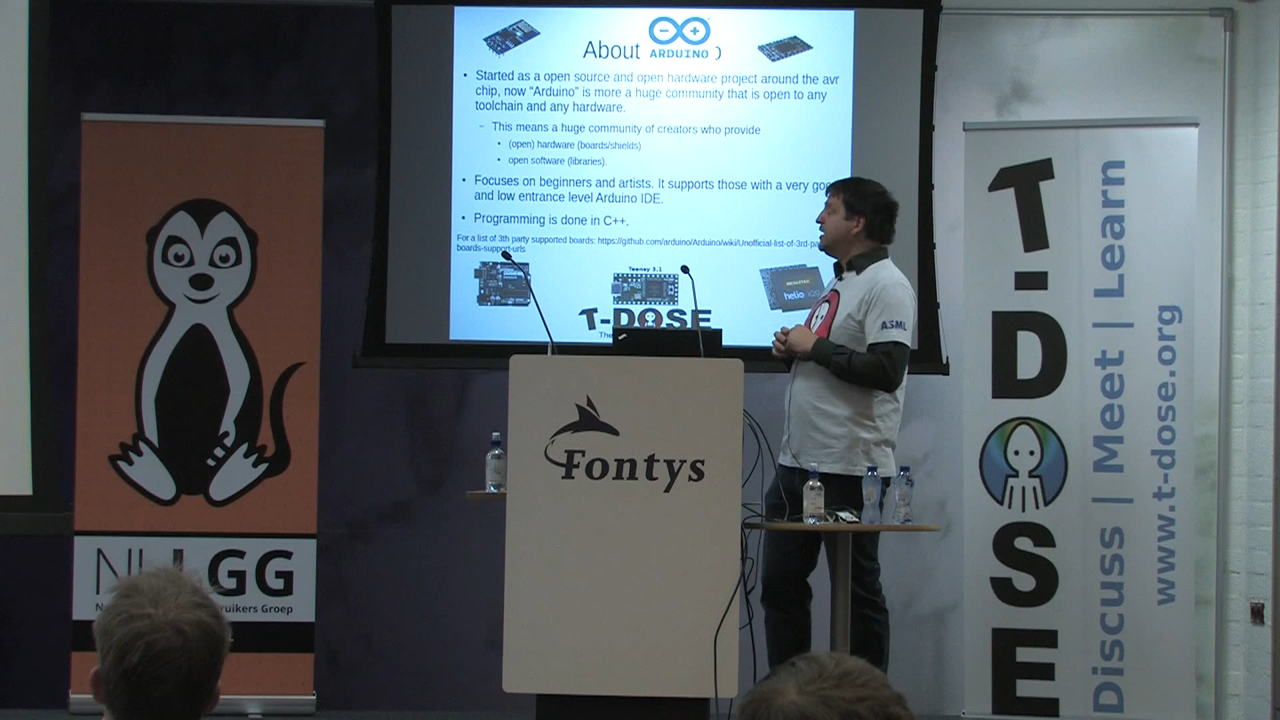 About ARDUINO )
Started as a open source and open hardware project around the avr
chip, now “Arduino” is more a huge community that is open to any
toolchain and any hardware.
This means a huge community of creators who provide
(open) hardware (boards/shields)
open software (libraries).
Focuses on beginners and artists. It supports those with a very
and low entrance level Arduino IDE.
Programming is done in C++.
For a list of 3th party supported boards: https://github.com/arduino/Arduino/wiki/Unofficial-list-of-3rd-
boards-support-urls
Teensy 3.1
MEDIATEK
helio
T-DOSE
ASML
Fontys
GG
Groep
T-DOSE
Discuss | Meet | Learn
www.t-dose.org